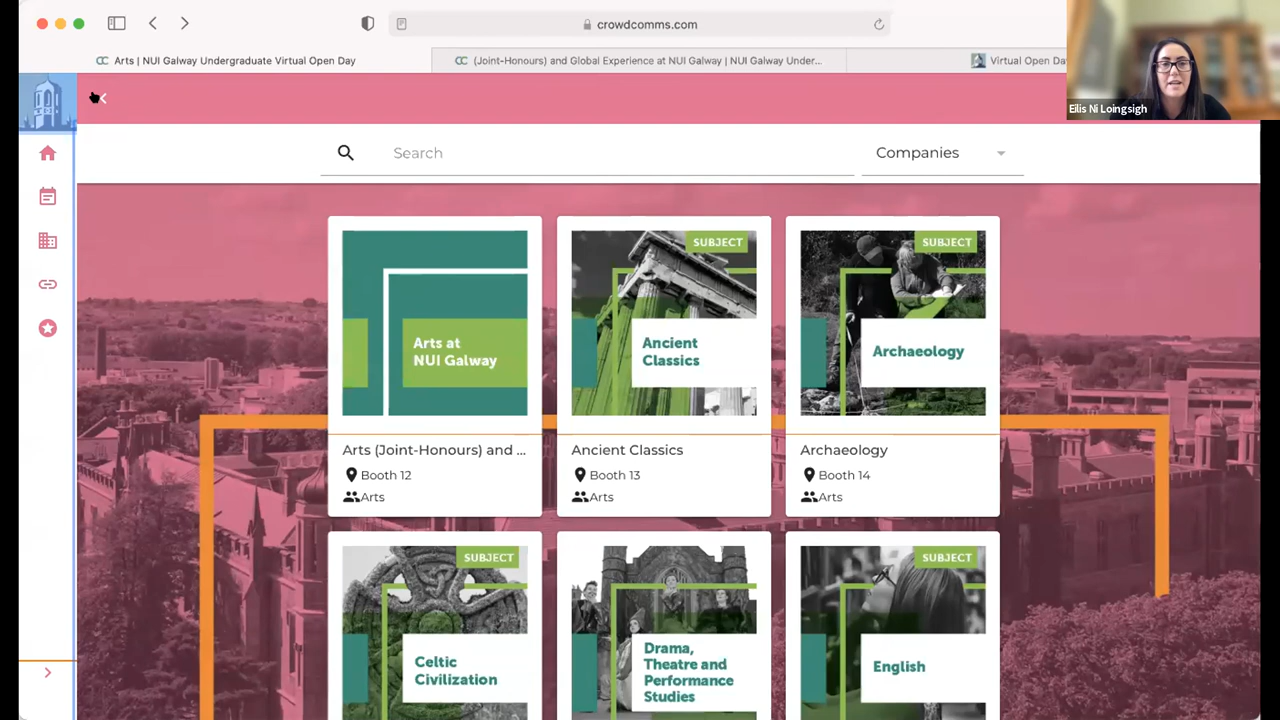 crowdcomms.com
Arts | NUI Galway Undergraduate Virtual Open Day
(Joint-Honours) and Global Experience at NUI Galway | NUI Galway Under...
Virtual Open Da
Eilis Ni Loingsigh
Search
Companies
Arts at
NUI Galway
Arts (Joint-Honours) and ...
Booth 12
Arts
SUBJECT
Ancient
Classics
Ancient Classics
Booth 13
Arts
SUBJECT
Archaeology
Archaeology
Booth 14
Arts
SUBJECT
Celtic
Civilization
Drama,
Theatre and
Performance
Studies
SUBJECT
English